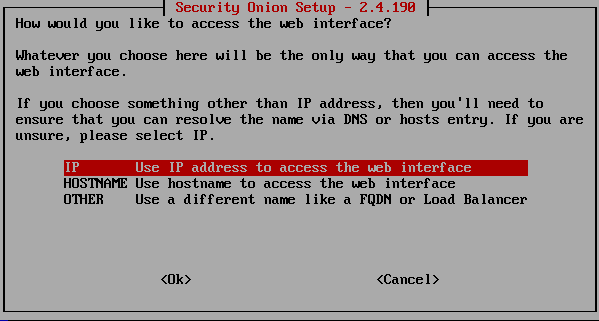 Security Onion Setup - 2.4.190
How would you like to access the web interface?
Whatever you choose here will be the only way that you can access the
web interface.
If you choose something other than IP address, then you'll need to
ensure that you can resolve the name via DNS or hosts entry. If you are
unsure, please select IP.
IP Use IP address to access the web interface
HOSTNAME Use hostname to access the web interface
OTHER Use a different name like a FQDN or Load Balancer
<Ok> <Cancel>